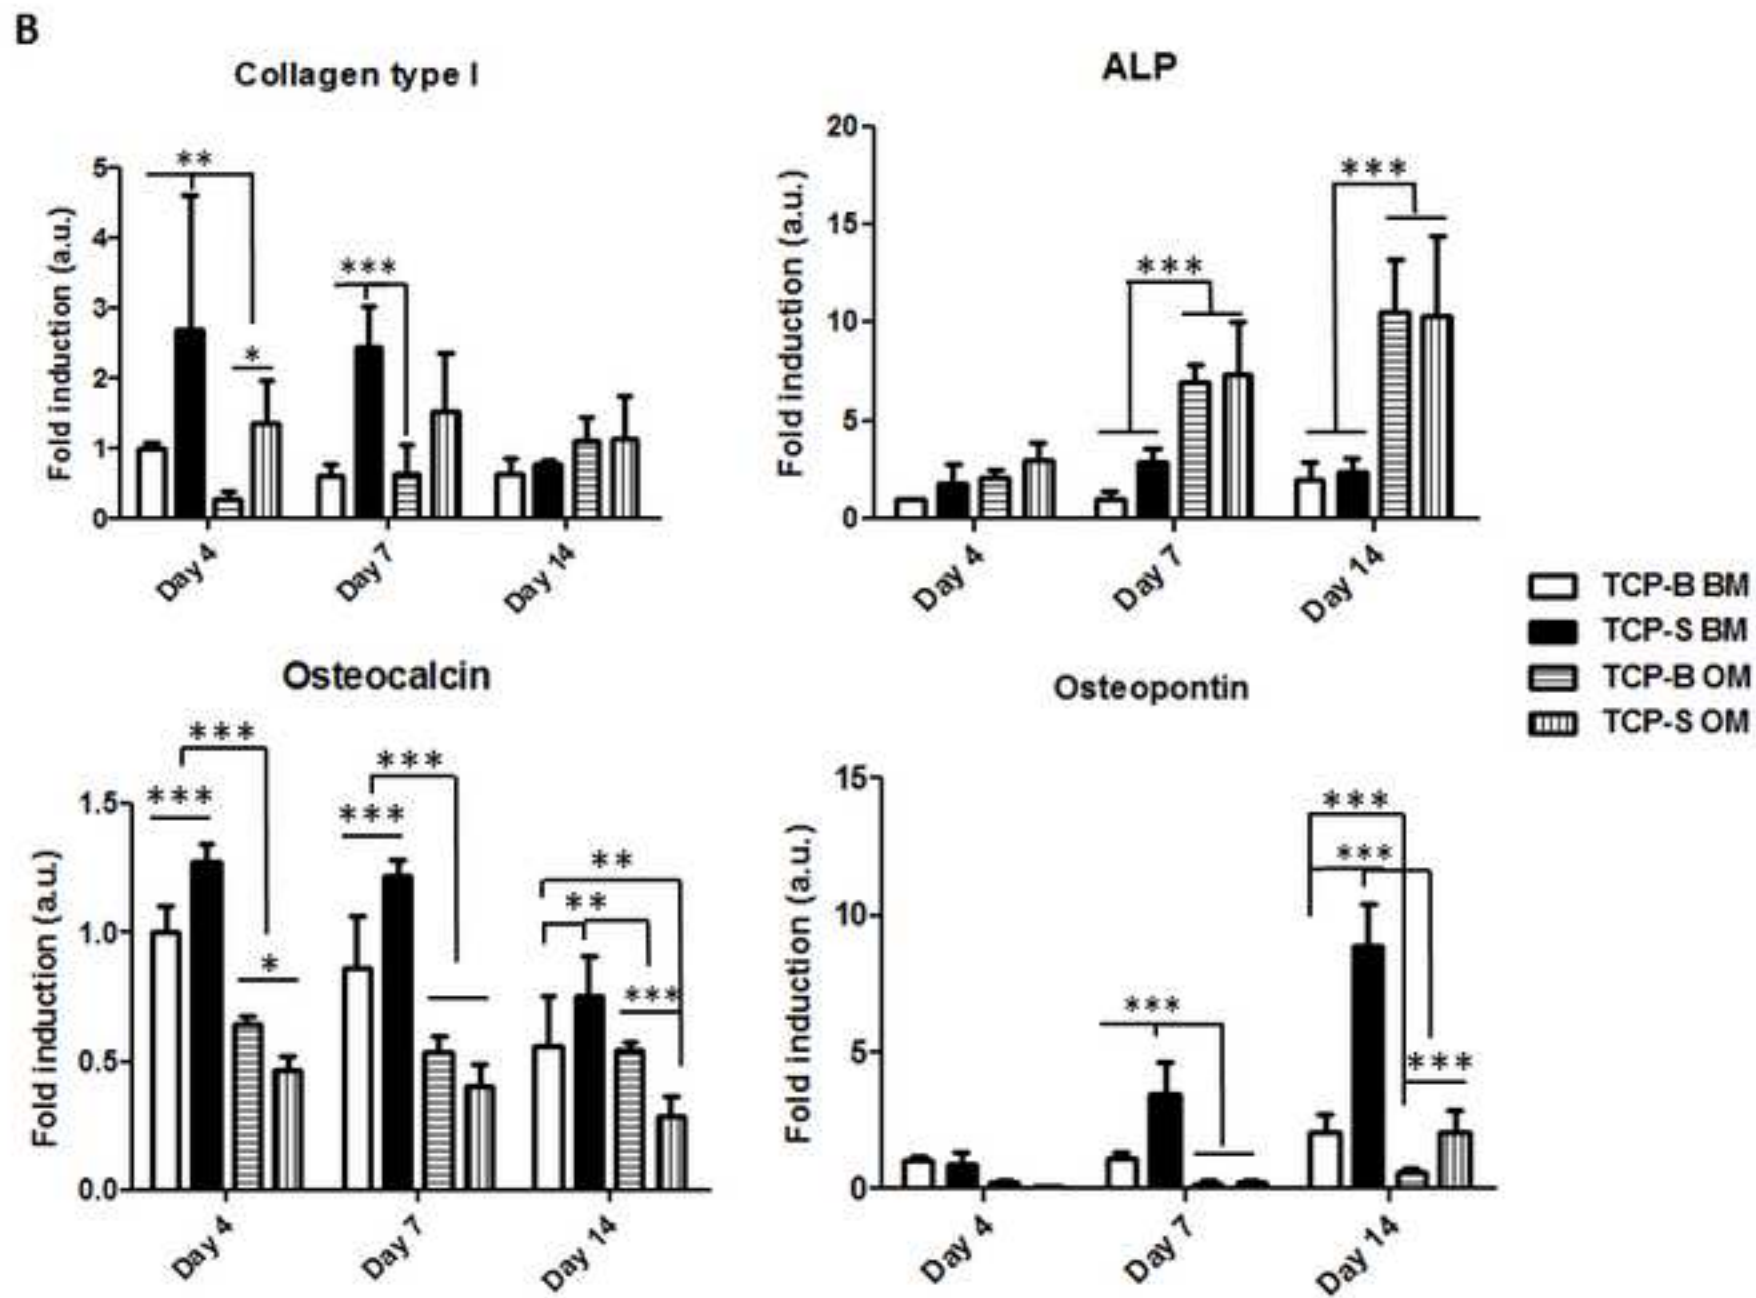 B
Collagen type I
Fold induction (a.u.)
5
4
3
2
1
0
**
*
***
Day 4
Day 7
Day 14
ALP
Fold induction (a.u.)
20
15
10
5
0
***
***
Day 4
Day 7
Day 14
TCP-B BM
TCP-S BM
TCP-B OM
TCP-S OM
Osteocalcin
Fold induction (a.u.)
1.5
1.0
0.5
0.0
***
***
*
***
***
**
**
***
Day 4
Day 7
Day 14
Osteopontin
Fold induction (a.u.)
15
10
5
0
***
***
***
***
Day 4
Day 7
Day 14